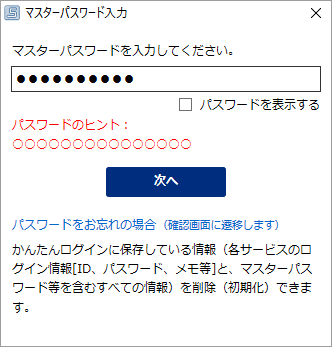 マスターパスワード入力
マスターパスワードを入力してください。
●●●●●●●●●●
パスワードを表示する
パスワードのヒント：
○○○○○○○○○○○○○○○
次へ
パスワードをお忘れの場合（確認画面に遷移します）
かんたんログインに保存している情報（各サービスのロ
グイン情報[ID、パスワード、メモ等]と、マスターパス
ワード等を含むすべての情報）を削除（初期化）できま
す。